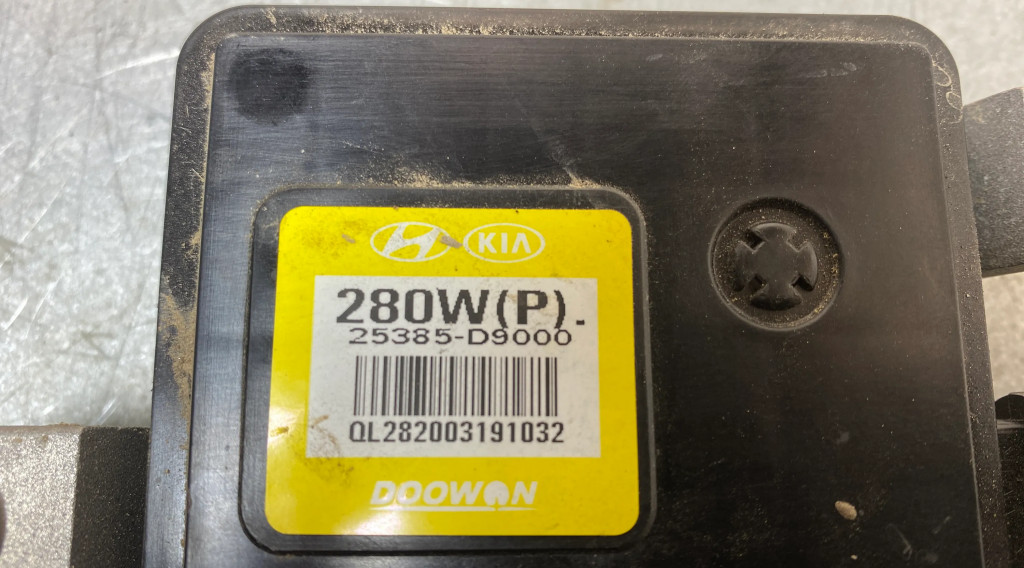 KIA
280W(P).
25385-D9000
QL282003191032
DOOWON